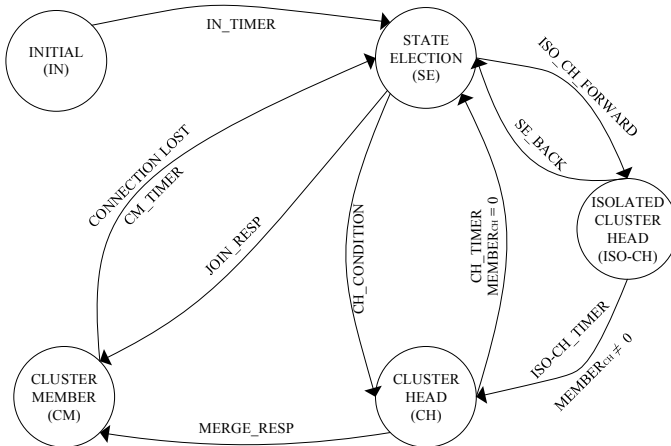 IN_TIMER
INITIAL
(IN)
STATE
ELECTION
(SE)
ISO_CH_FORWARD
SE_BACK
CONNECTION LOST
CM_TIMER
JOIN_RESP
CH_CONDITION
CH_TIMER
MEMBERCH = 0
ISOLATED
CLUSTER
HEAD
(ISO-CH)
ISO-CH_TIMER
MEMBERCH ≠ 0
CLUSTER
MEMBER
(CM)
CLUSTER
HEAD
(CH)
MERGE_RESP